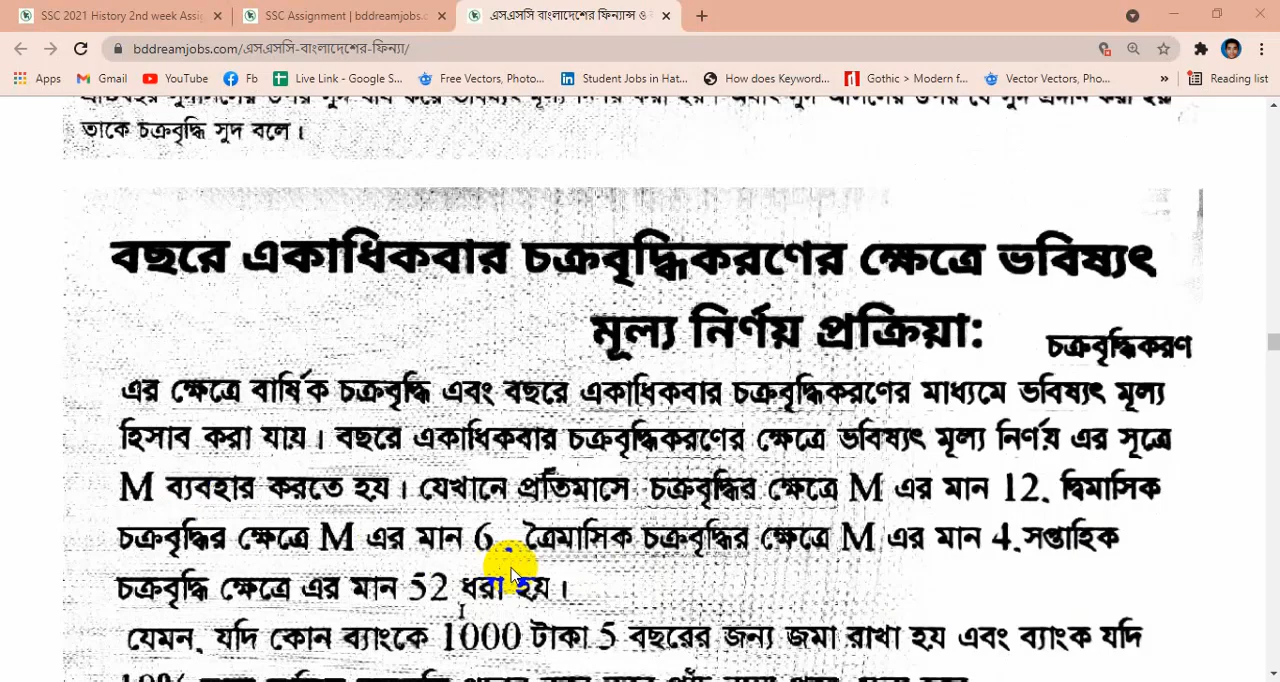 SSC 2021 History 2nd week Assi
SSC Assignment | bddreamjobs.c
এসএসসি বাংলাদেশের ফিন্যান্স ও
bddreamjobs.com/এসএসসি-বাংলাদেশের-ফিন্যা/
Apps Gmail YouTube Fb Live Link - Google S... Free Vectors, Photo... Student Jobs in Hat... How does Keyword... Gothic > Modern f... Vector Vectors, Pho... » Reading list
তাকে চক্রবৃদ্ধি সুদ বলে।
বছরে একাধিকবার চক্রবৃদ্ধিকরণের ক্ষেত্রে ভবিষ্যৎ
মূল্য নির্ণয় প্রক্রিয়া: চক্রবৃদ্ধিকরণ
এর ক্ষেত্রে বার্ষিক চক্রবৃদ্ধি এবং বছরে একাধিকবার চক্রবৃদ্ধিকরণের মাধ্যমে ভবিষ্যৎ মূল্য
হিসাব করা যায়। বছরে একাধিকবার চক্রবৃদ্ধিকরণের ক্ষেত্রে ভবিষ্যৎ মূল্য নির্ণয় এর সূত্রে
M ব্যবহার করতে হয়। যেখানে প্রতিমাসে চক্রবৃদ্ধির ক্ষেত্রে M এর মান 12, দ্বিমাসিক
চক্রবৃদ্ধির ক্ষেত্রে M এর মান 6 , ত্রৈমাসিক চক্রবৃদ্ধির ক্ষেত্রে M এর মান 4,সপ্তাহিক
চক্রবৃদ্ধি ক্ষেত্রে এর মান 52 ধরা হয়।
যেমন, যদি কোন ব্যাংকে 1000 টাকা 5 বছরের জন্য জমা রাখা হয় এবং ব্যাংক যদি